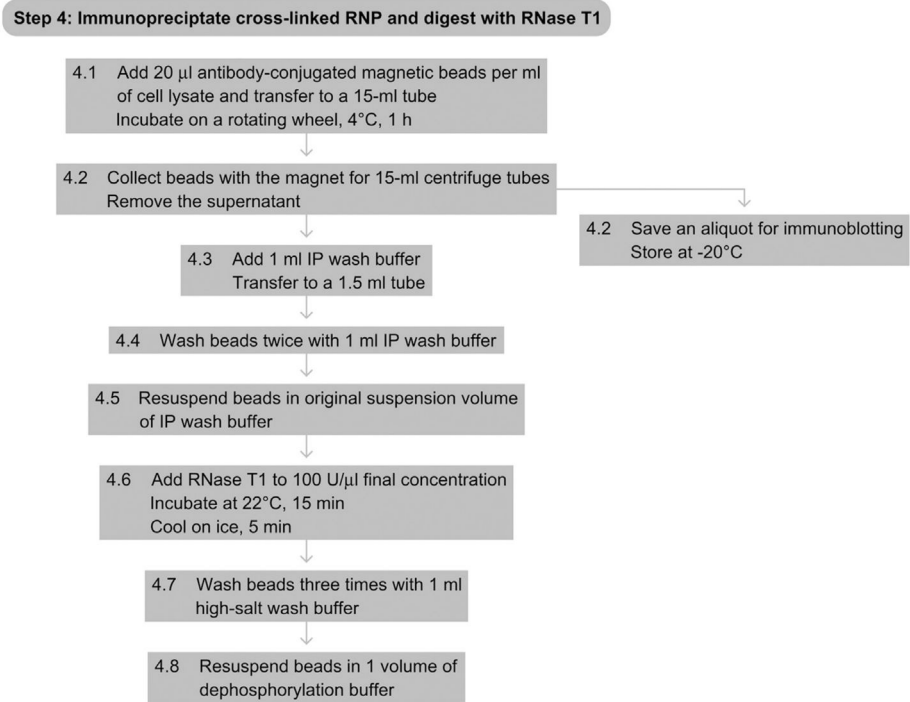 Step 4: Immunopreciptate cross-linked RNP and digest with RNase T1
4.1 Add 20 µl antibody-conjugated magnetic beads per ml
of cell lysate and transfer to a 15-ml tube
Incubate on a rotating wheel, 4°C, 1 h
4.2 Collect beads with the magnet for 15-ml centrifuge tubes
Remove the supernatant
4.2 Save an aliquot for immunoblotting
Store at -20°C
4.3 Add 1 ml IP wash buffer
Transfer to a 1.5 ml tube
4.4 Wash beads twice with 1 ml IP wash buffer
4.5 Resuspend beads in original suspension volume
of IP wash buffer
4.6 Add RNase T1 to 100 U/µl final concentration
Incubate at 22°C, 15 min
Cool on ice, 5 min
4.7 Wash beads three times with 1 ml
high-salt wash buffer
4.8 Resuspend beads in 1 volume of
dephosphorylation buffer